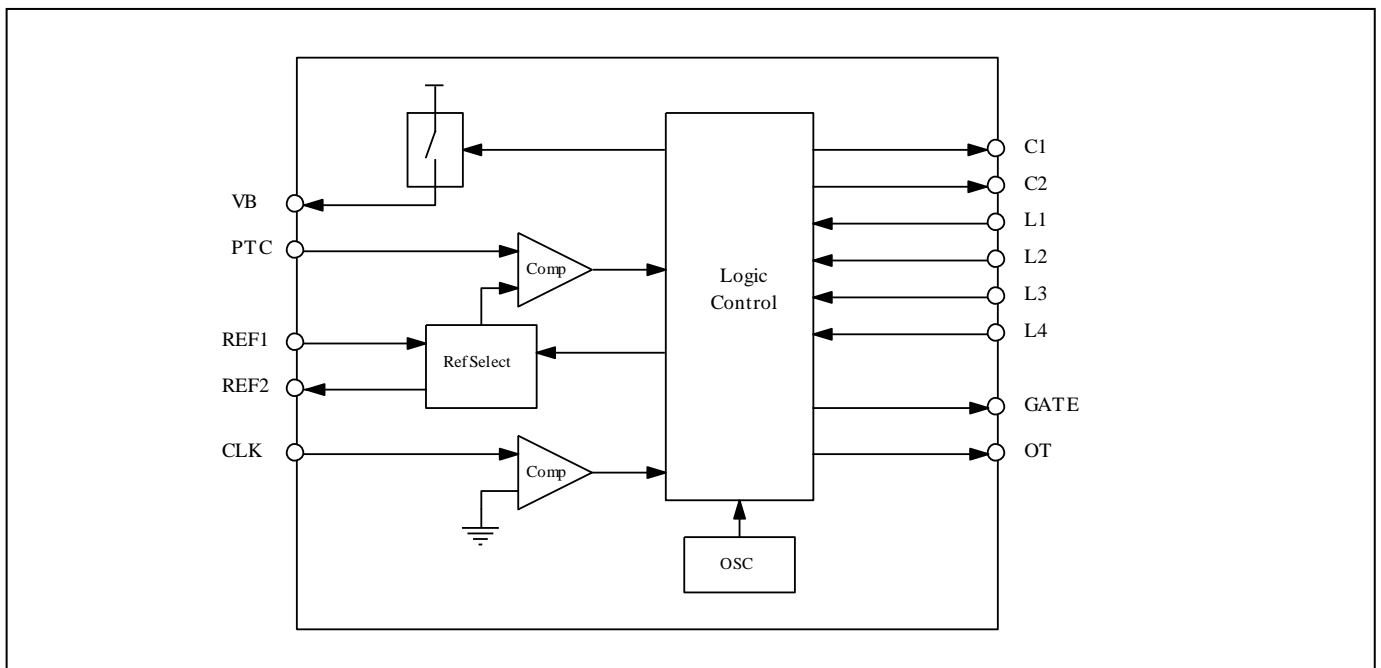 VB
PTC
REF1
REF2
CLK
Comp
RefSelect
Comp
Logic
Control
OSC
C1
C2
L1
L2
L3
L4
GATE
OT